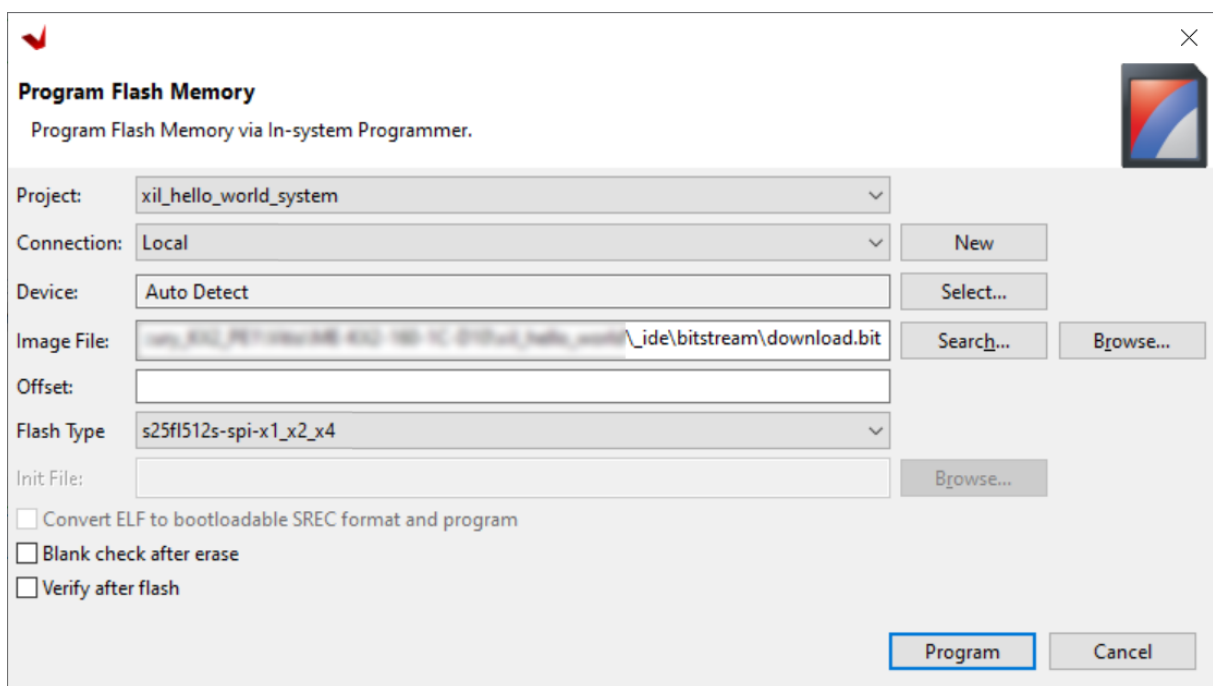 Program Flash Memory
Program Flash Memory via In-system Programmer.
Project: xil_hello_world_system
Connection: Local New
Device: Auto Detect Select...
Image File: \_ide\bitstream\download.bit Search... Browse...
Offset:
Flash Type s25fl512s-spi-x1_x2_x4
Init File: Browse...
Convert ELF to bootloadable SREC format and program
Blank check after erase
Verify after flash
Program Cancel